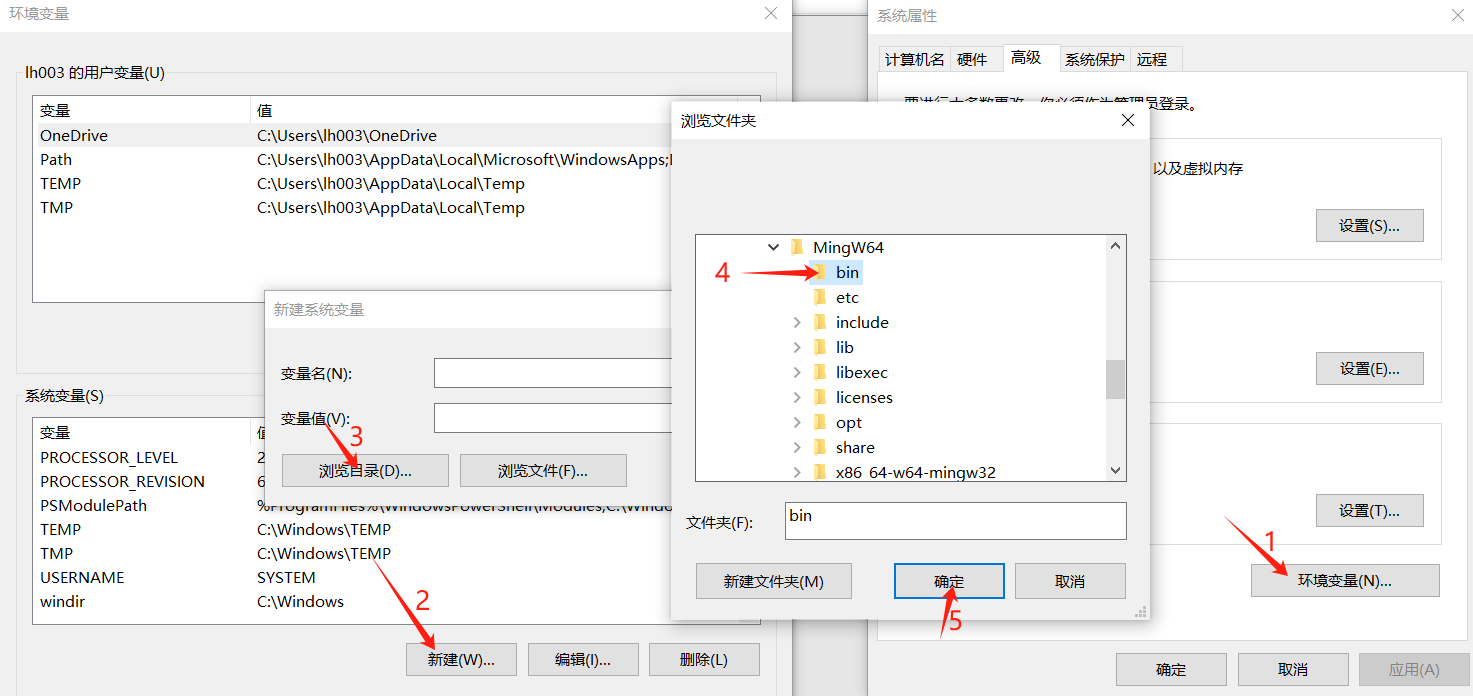 环境变量
lh003 的用户变量(U)
变量 值
OneDrive C:\Users\lh003\OneDrive
Path C:\Users\lh003\AppData\Local\Microsoft\WindowsApps;
TEMP C:\Users\lh003\AppData\Local\Temp
TMP C:\Users\lh003\AppData\Local\Temp
系统变量(S)
变量
PROCESSOR_LEVEL 2
PROCESSOR_REVISION 6
PSModulePath %ProgramFiles%\WindowsPowerShell\Modules;C:\Windo
TEMP C:\Windows\TEMP
TMP C:\Windows\TEMP
USERNAME SYSTEM
windir C:\Windows
2
新建(W)... 编辑(I)... 删除(L)
新建系统变量
变量名(N):
变量值(V):
3
浏览目录(D)... 浏览文件(F)...
浏览文件夹
MingW64
4 bin
etc
include
lib
libexec
licenses
opt
share
x86_64-w64-mingw32
文件夹(F): bin
新建文件夹(M) 确定 取消
5
系统属性
计算机名 硬件 高级 系统保护 远程
要进行大多数更改，你必须作为管理员登录。
以及虚拟内存
设置(S)...
设置(E)...
设置(T)...
1
环境变量(N)...
确定 取消 应用(A)